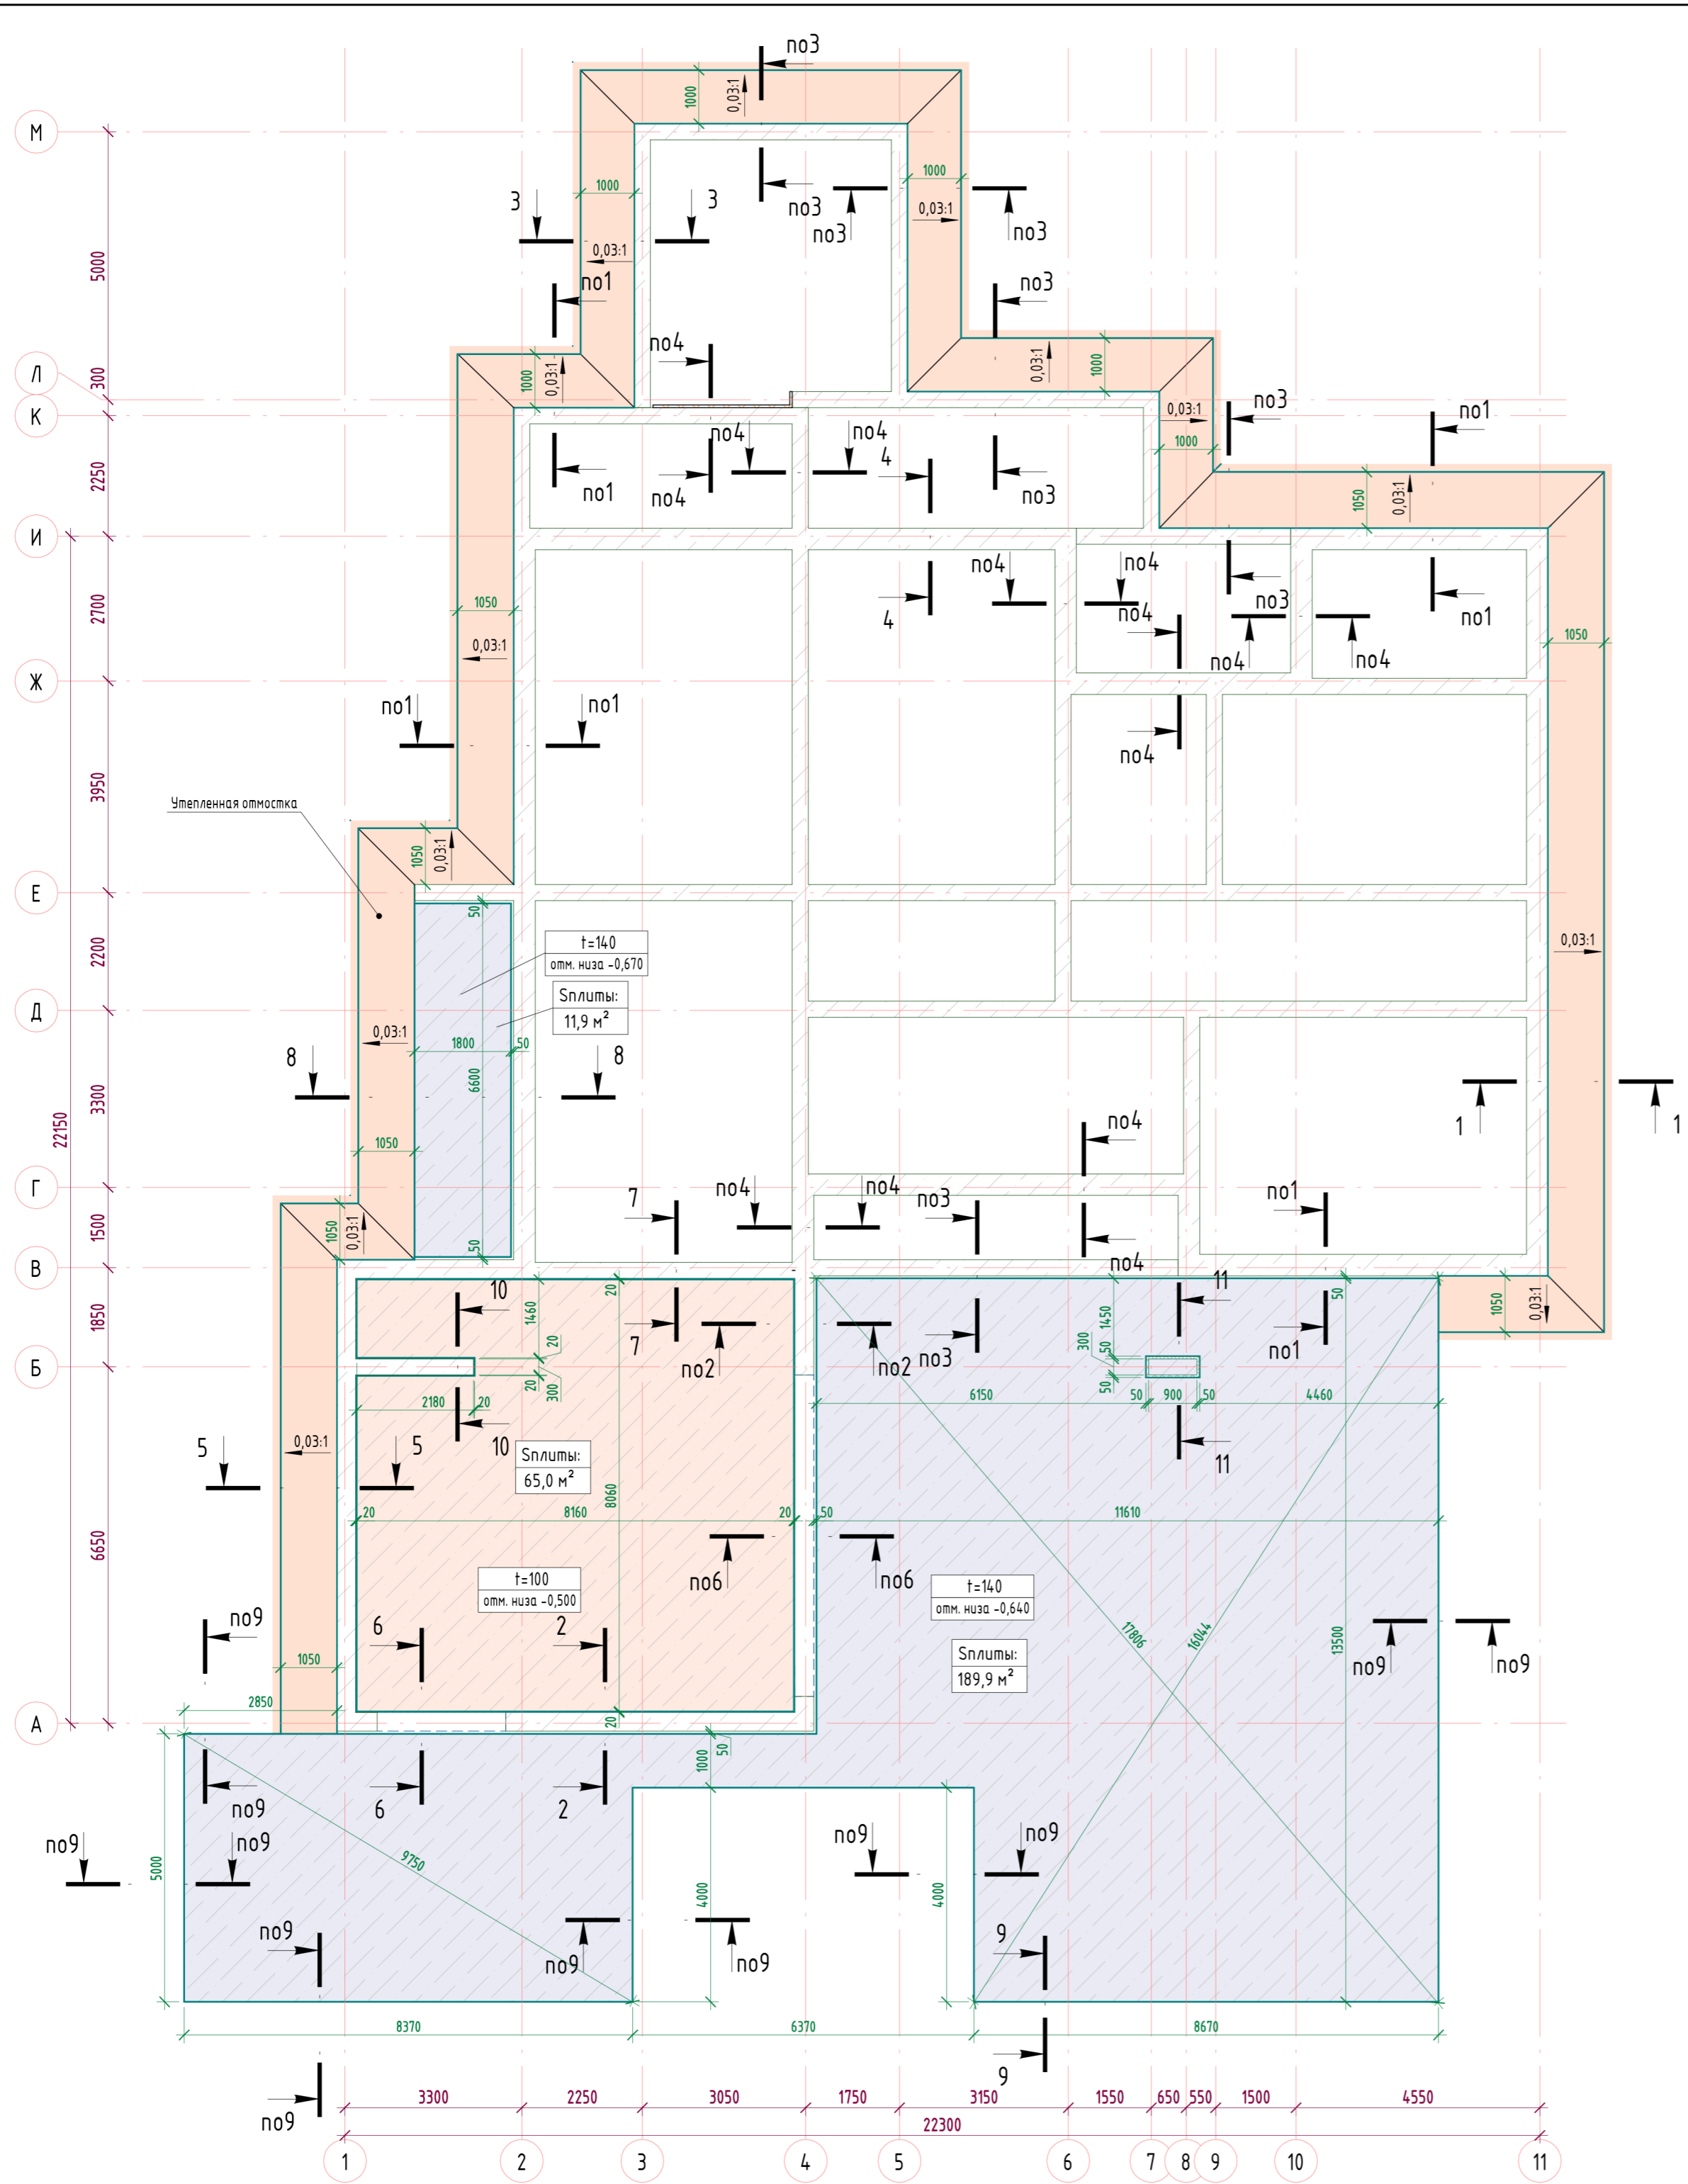 по3
М
1000
0,03:1
по3
1000
1000
3
3
по3
по3
0,03:1
0,03:1
5000
по1
по3
по4
Л
300
1000
0,03:1
0,03:1
1000
К
0,03:1
по3
по1
1000
2250
по4
по4
4
по1
по4
по3
1050
0,03:1
И
2700
1050
4
по4
по4
по3
по1
по4
по4
по4
1050
0,03:1
Ж
по1
по1
по4
3950
Утепленная отмостка
1050
0,03:1
Е
50
2200
t=140
отм. низа -0,670
0,03:1
Sплиты:
11,9 м²
Д
0,03:1
8
1800
50
8
6600
3300
22150
1
1
1050
по4
Г
7
по4
по4
по3
по1
1500
1050
0,03:1
50
по4
В
10
20
11
50
1050
0,03:1
1850
1460
20
7
по2
по2
по3
1450
300
50
по1
Б
20
300
50
2180
20
6150
50
900
50
4460
5
0,03:1
5
10
11
Sплиты:
65,0 м²
8060
20
8160
20
50
11610
6650
t=100
отм. низа -0,500
по6
по6
t=140
отм. низа -0,640
по9
6
2
17806
16044
13500
Sплиты:
189,9 м²
1050
по9
по9
2850
А
20
50
1000
по9
6
2
по9
по9
по9
по9
5000
9750
4000
4000
по9
по9
по9
9
8370
6370
8670
9
по9
3300
2250
3050
1750
3150
1550
650
550
1500
4550
22300
1
2
3
4
5
6
7
8
9
10
11